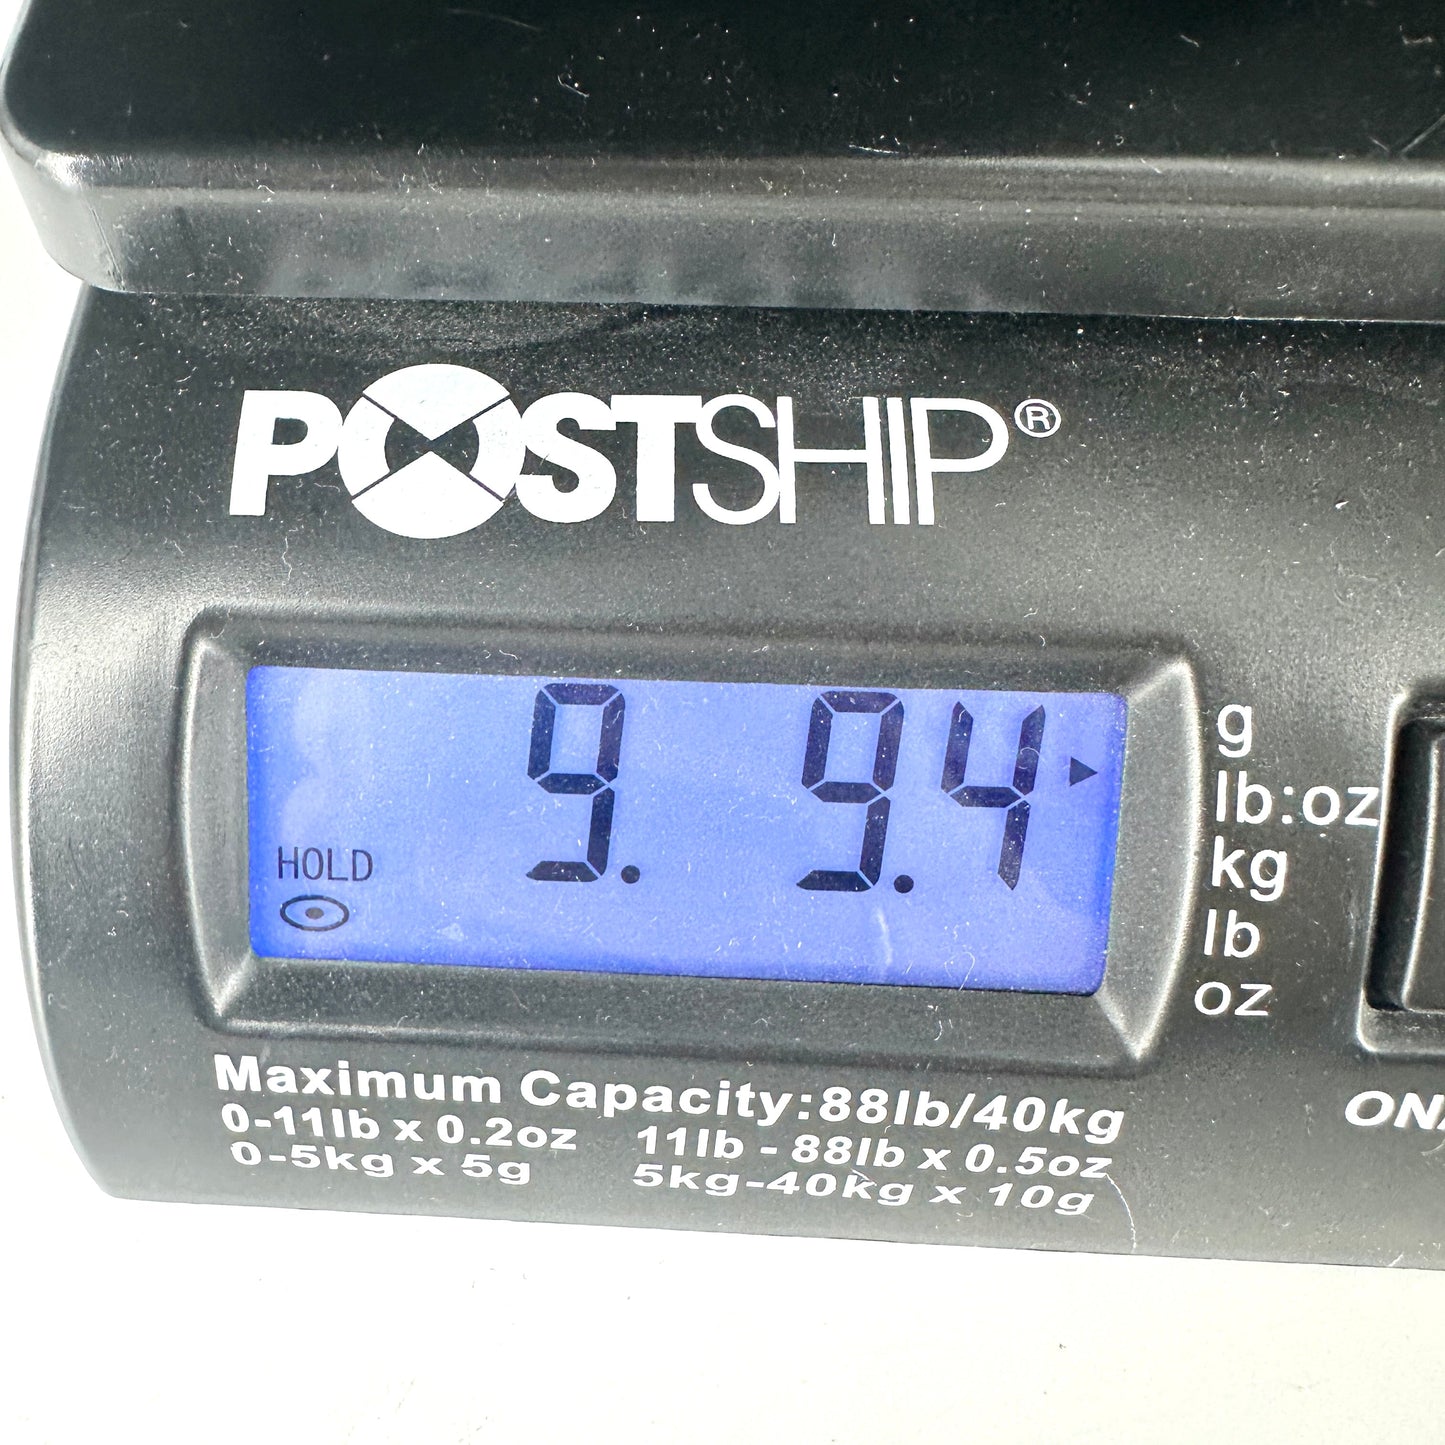 POSTSHIP®
9. 9.4
HOLD
g
lb:oz
kg
lb
oz
Maximum Capacity:88lb/40kg
0-11lb x 0.2oz 11lb - 88lb x 0.5oz
0-5kg x 5g 5kg-40kg x 10g